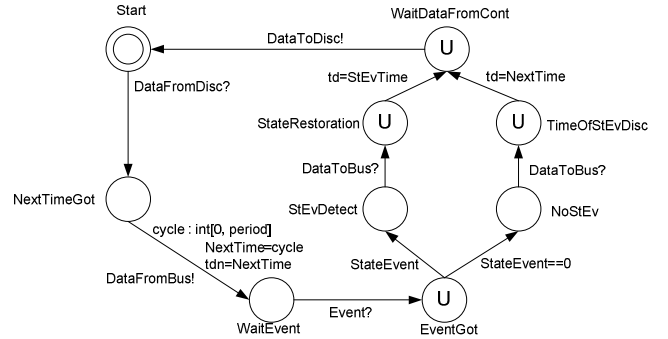 Start
WaitDataFromCont
DataToDisc!
U
DataFromDisc?
td=StEvTime
td=NextTime
StateRestoration
U
U
TimeOfStEvDisc
DataToBus?
DataToBus?
NextTimeGot
StEvDetect
NoStEv
cycle : int[0, period]
NextTime=cycle
tdn=NextTime
DataFromBus!
StateEvent
StateEvent==0
U
Event?
WaitEvent
EventGot